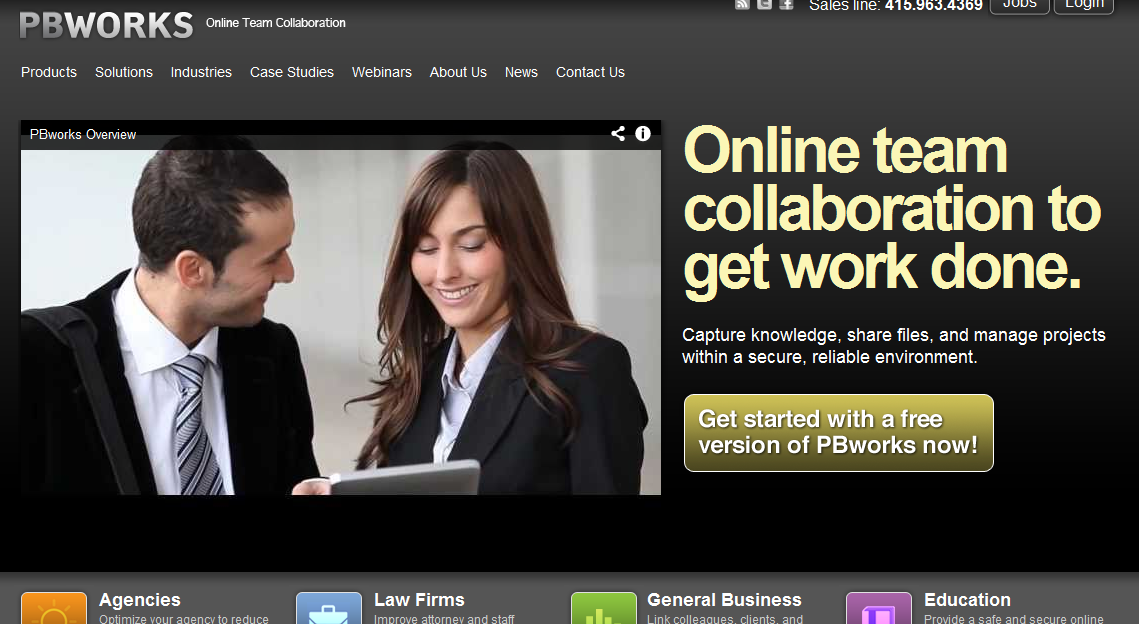 PBWORKS Online Team Collaboration
Sales line: 415.963.4369 Jobs Login
Products Solutions Industries Case Studies Webinars About Us News Contact Us
PBworks Overview
Online team
collaboration to
get work done.
Capture knowledge, share files, and manage projects
within a secure, reliable environment.
Get started with a free
version of PBworks now!
Agencies
Optimize your agency to reduce
Law Firms
Improve attorney and staff
General Business
Link colleagues, clients, and
Education
Provide a safe and secure online